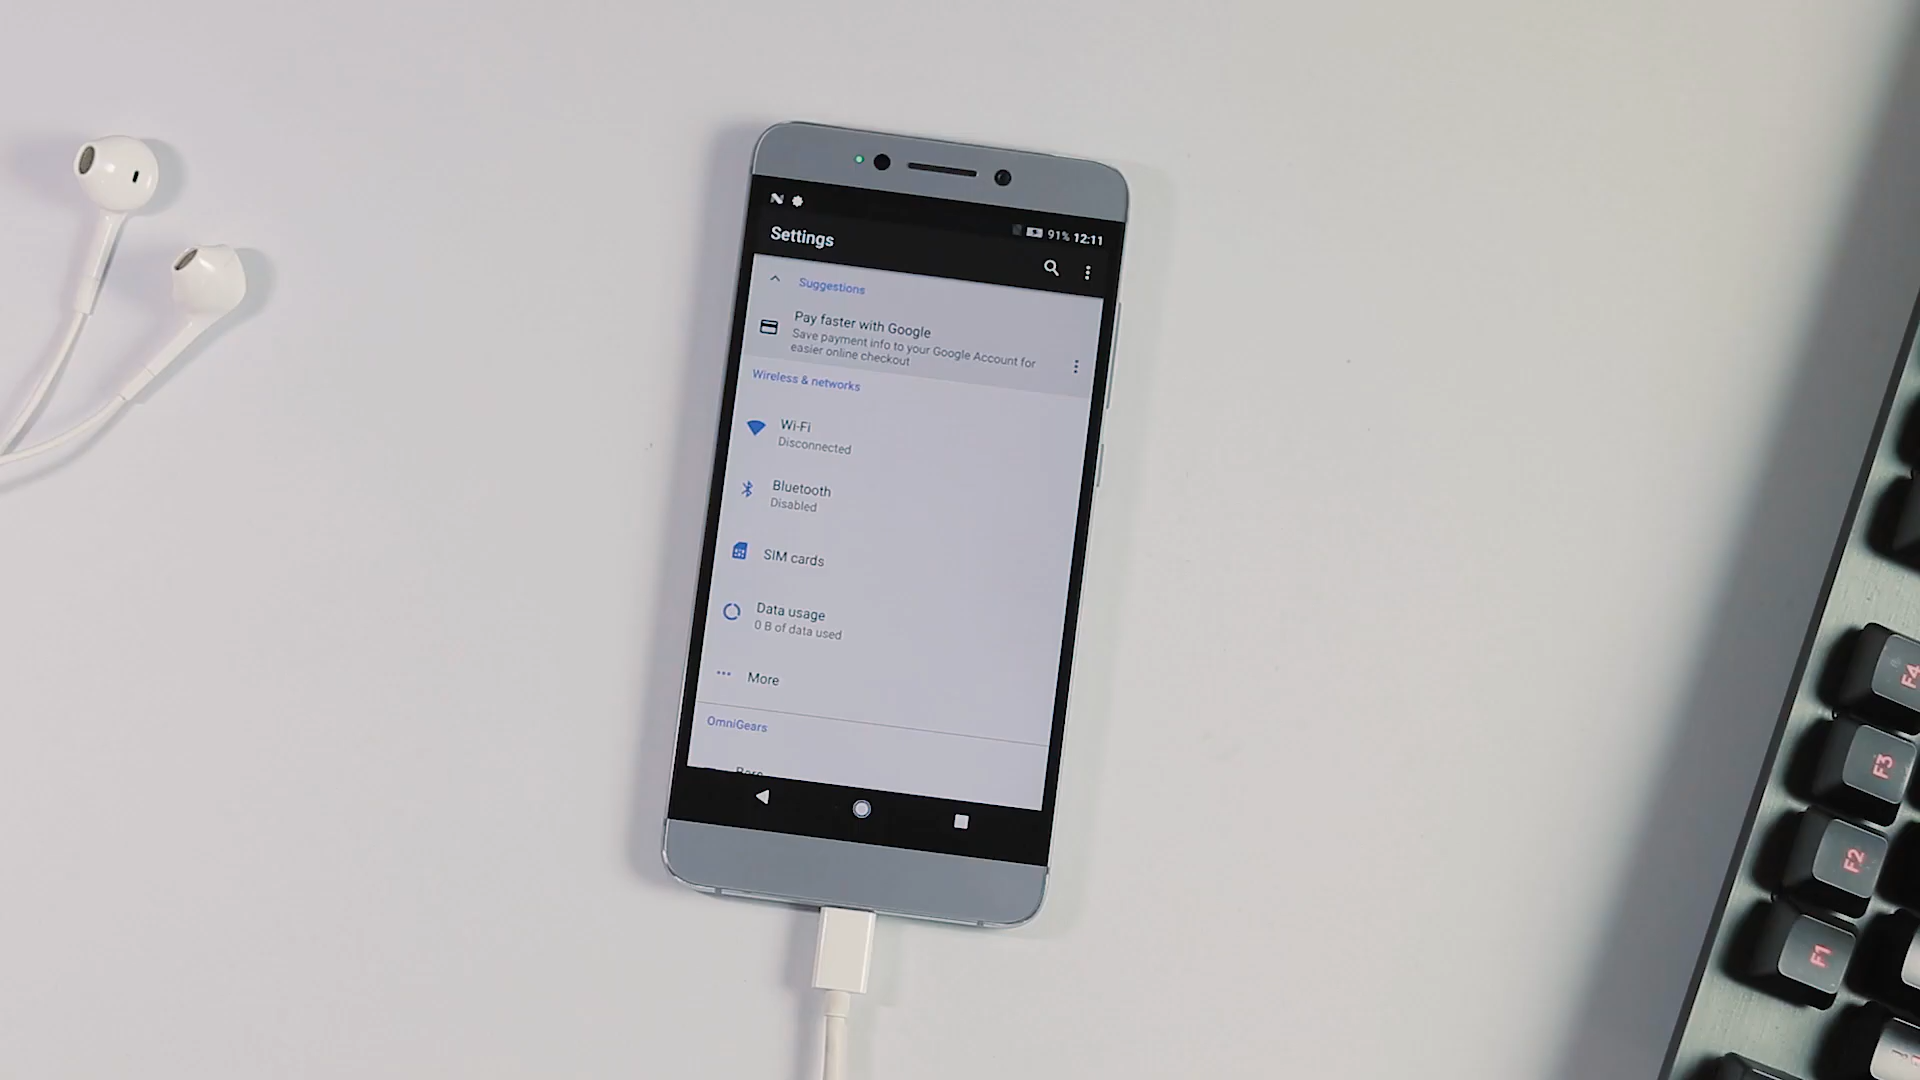 91% 12:11
Settings
Suggestions
Pay faster with Google
Save payment info to your Google Account for
easier online checkout
Wireless & networks
Wi-Fi
Disconnected
Bluetooth
Disabled
SIM cards
Data usage
0 B of data used
More
OmniGears
F4
F3
F2
F1